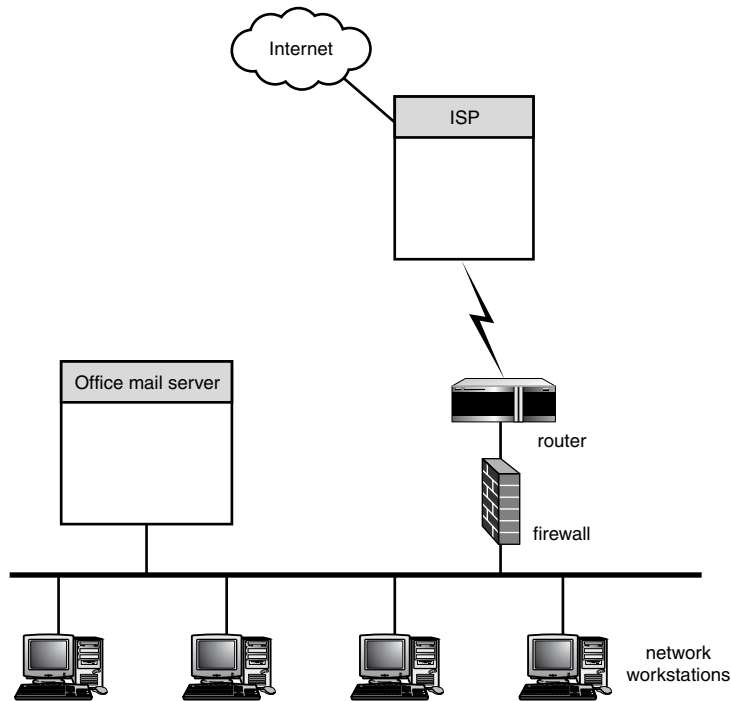 Internet
ISP
Office mail server
router
firewall
network
workstations